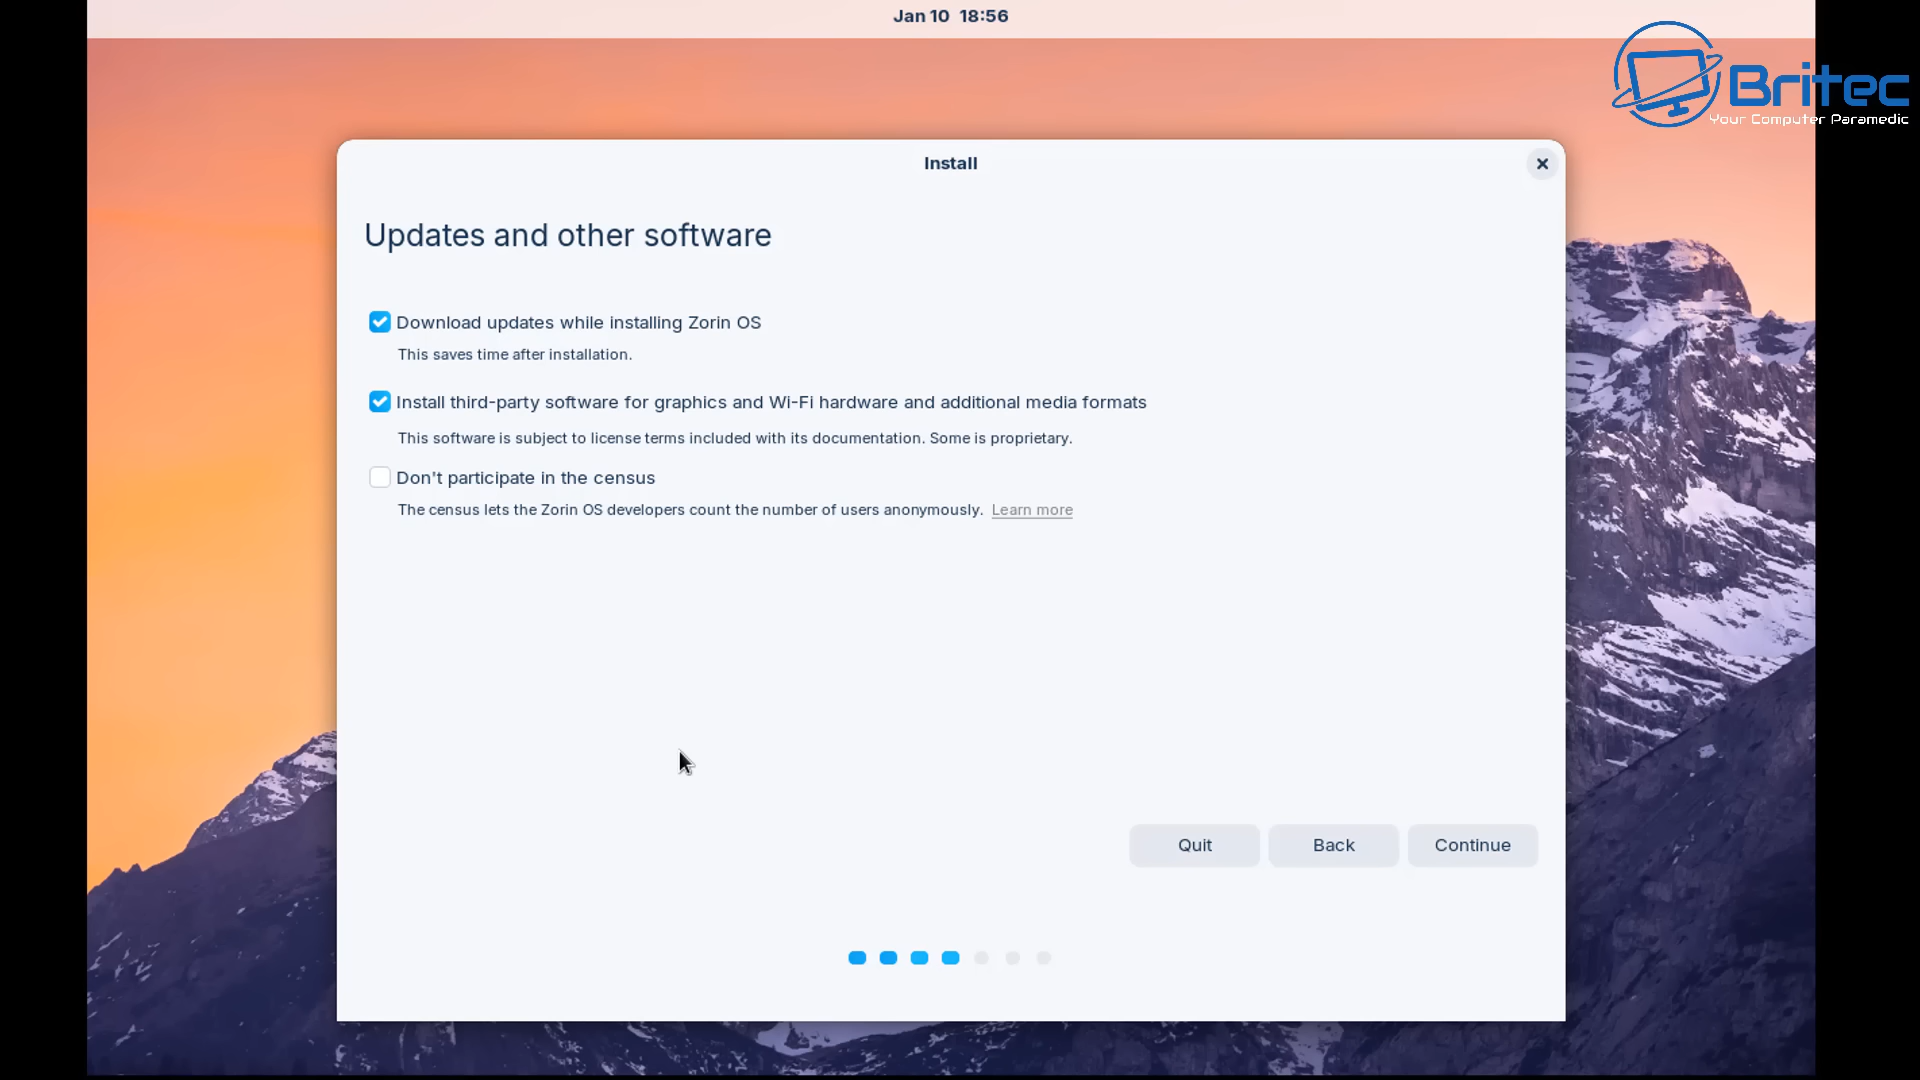 Jan 10 18:56
Britec
Your Computer Paramedic
Install
Updates and other software
Download updates while installing Zorin OS
This saves time after installation.
Install third-party software for graphics and Wi-Fi hardware and additional media formats
This software is subject to license terms included with its documentation. Some is proprietary.
Don't participate in the census
The census lets the Zorin OS developers count the number of users anonymously. Learn more
Quit Back Continue